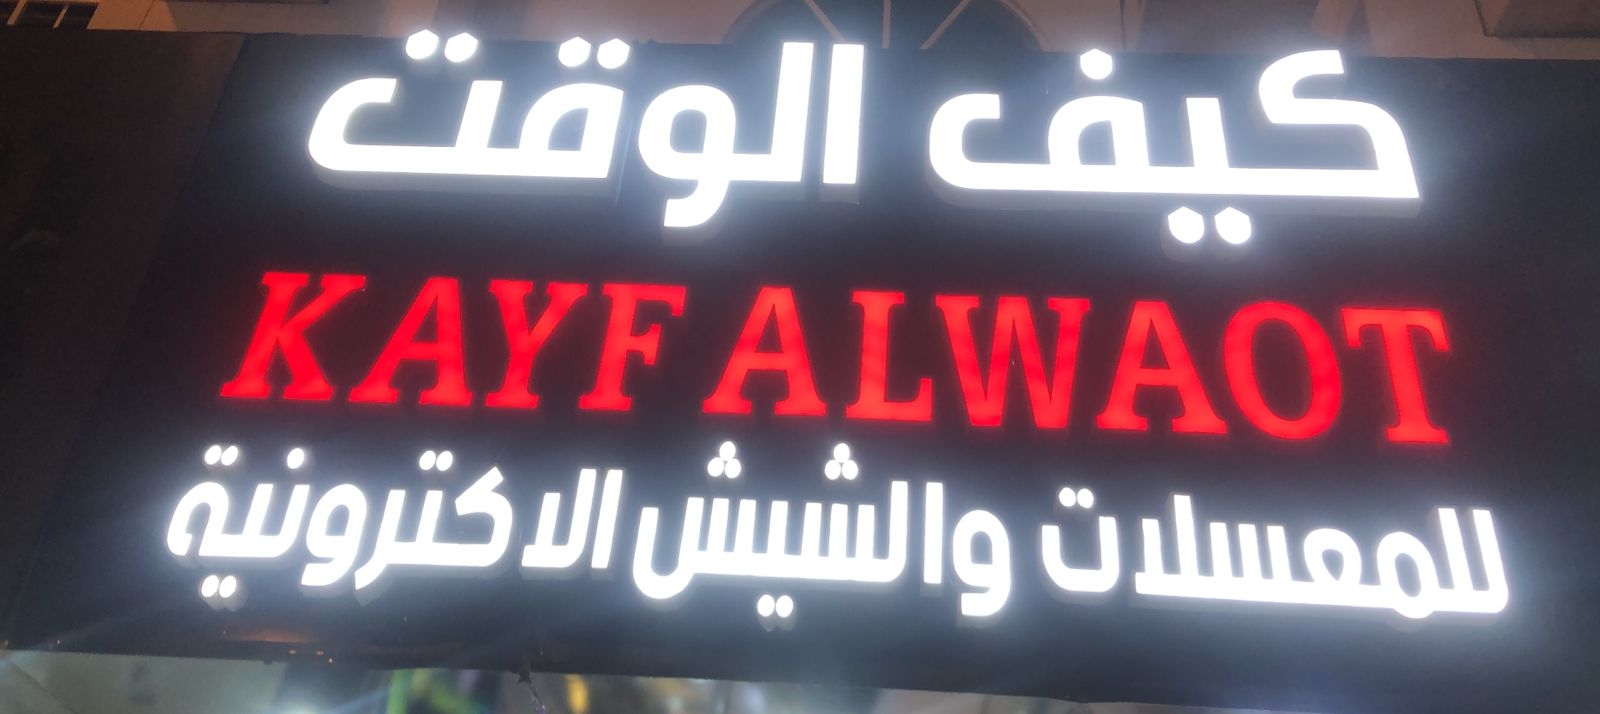 كيف الوقت
KAYF ALWAOT
للمعسلات والشيش الاكترونية